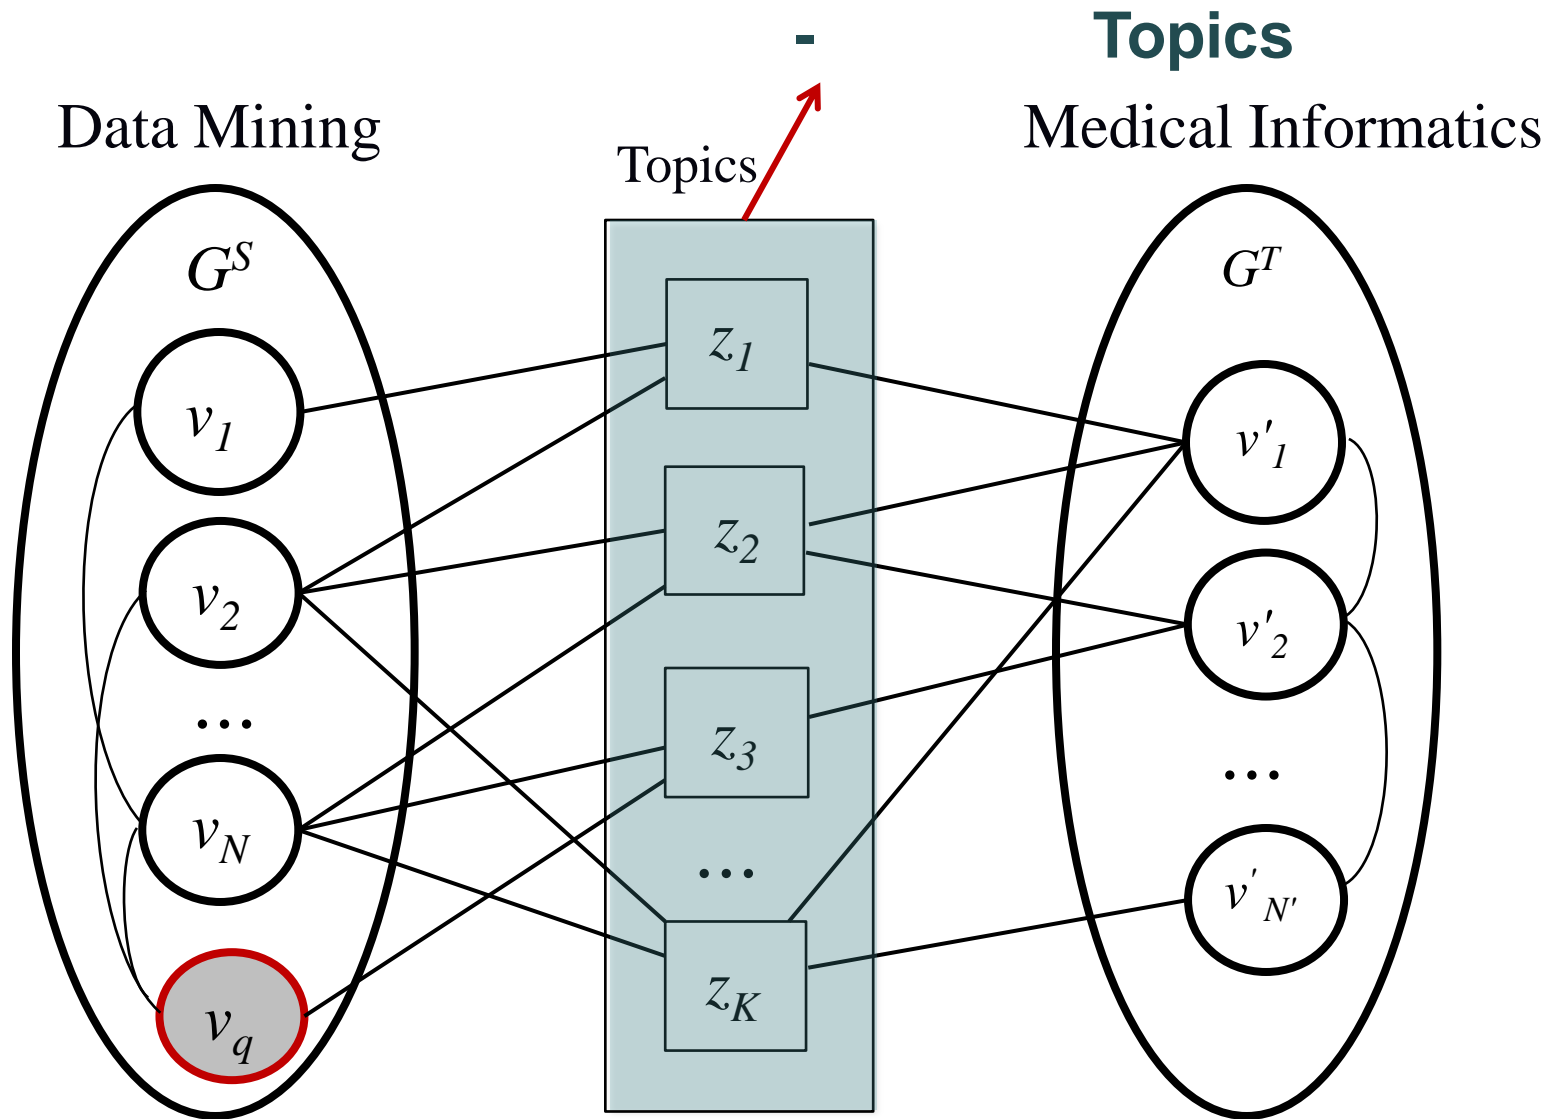 - Topics
Data Mining
Medical Informatics
Topics
G^S
v_1
v_2
...
v_N
v_q
z_1
z_2
z_3
...
z_K
G^T
v'_1
v'_2
...
v'_N'